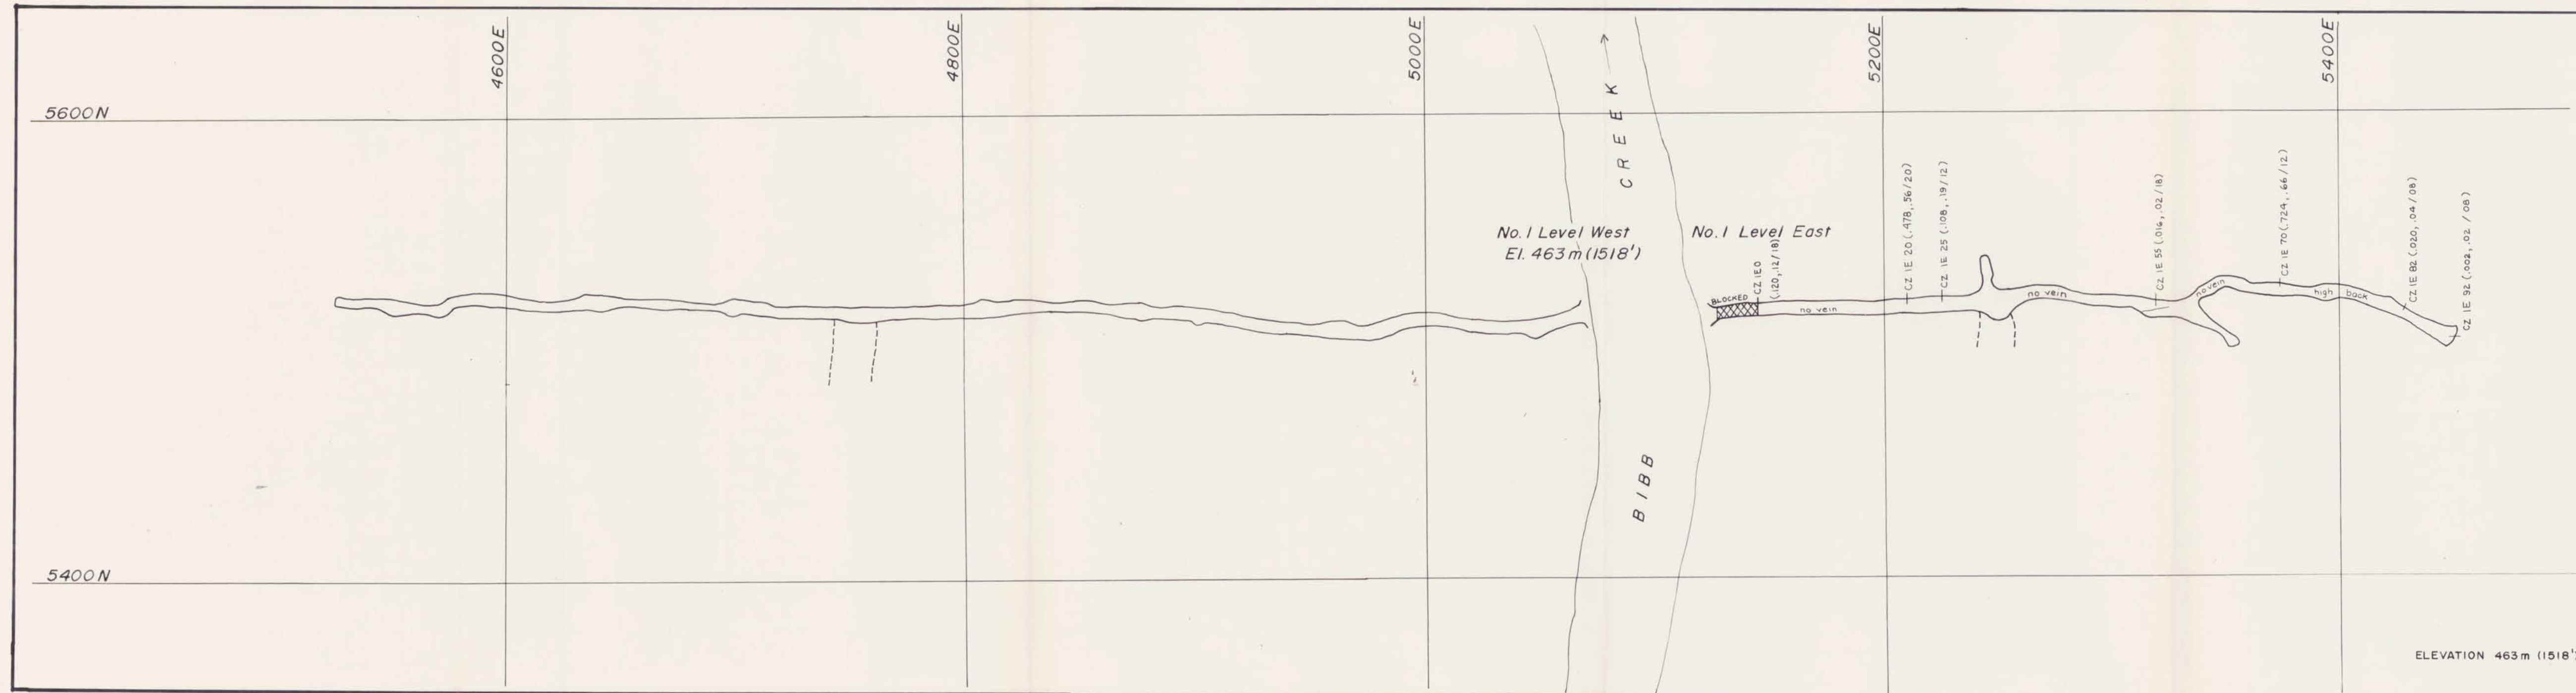 4600E
4800E
5000E
5200E
5400E
5600N
CREEK
BIBB
No. 1 Level West
El. 463 m (1518')
No. 1 Level East
BLOCKED
CZ 1E0
(.120, .12/18)
no vein
CZ 1E 20 (.478, .56/20)
CZ 1E 25 (.108, .19/12)
no vein
CZ 1E 55 (.016, .02/18)
no vein
CZ 1E 70 (.724, .66/12)
high back
CZ 1E 82 (.020, .04/08)
CZ 1E 92 (.002, .02/08)
5400N
ELEVATION 463m (1518'